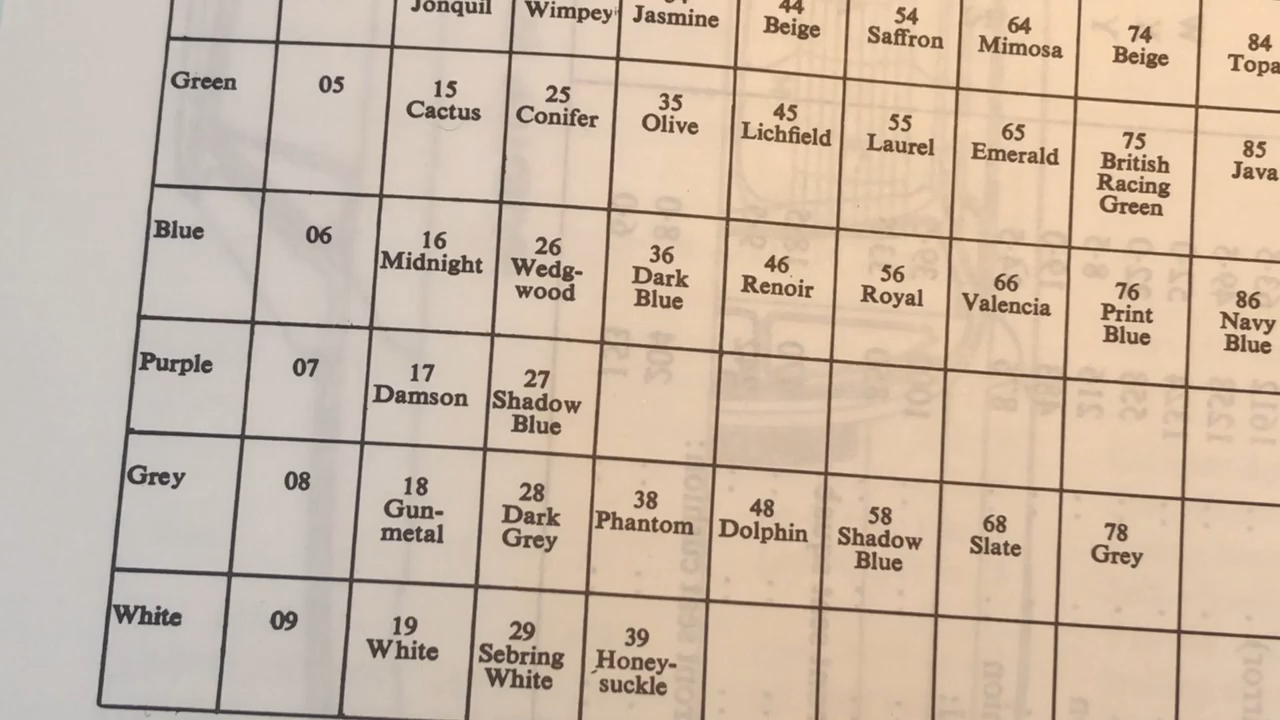 Jonquil
Wimpey
Jasmine
44
Beige
54
Saffron
64
Mimosa
74
Beige
84
Green
05
15
Cactus
25
Conifer
35
Olive
45
Lichfield
55
Laurel
65
Emerald
75
British
Racing
Green
85
Java
Blue
06
16
Midnight
26
Wedg-
wood
36
Dark
Blue
46
Renoir
56
Royal
66
Valencia
76
Print
Blue
86
Navy
Blue
Purple
07
17
Damson
27
Shadow
Blue
Grey
08
18
Gun-
metal
28
Dark
Grey
38
Phantom
48
Dolphin
58
Shadow
Blue
68
Slate
78
Grey
White
09
19
White
29
Sebring
White
39
Honey-
suckle